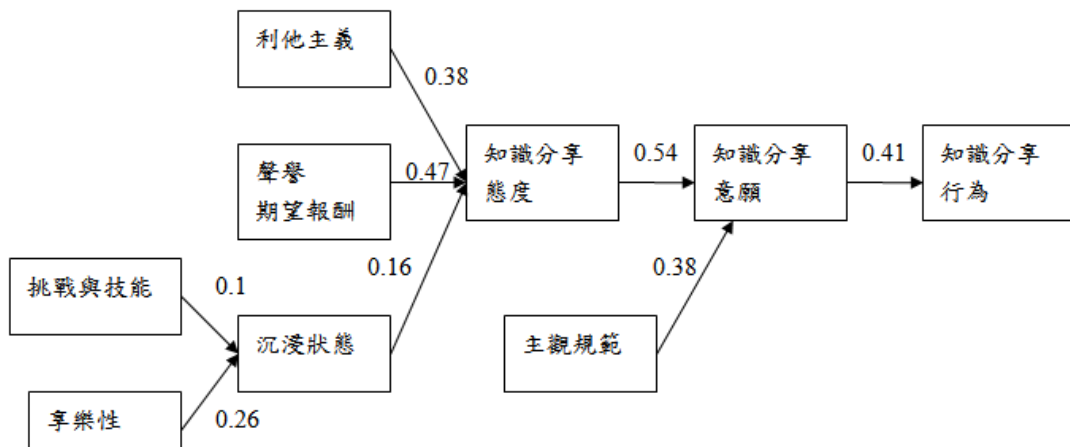 利他主義
0.38
聲譽
期望報酬
0.47
知識分享
態度
0.54
知識分享
意願
0.41
知識分享
行為
挑戰與技能
0.1
0.16
沉浸狀態
0.38
主觀規範
享樂性
0.26